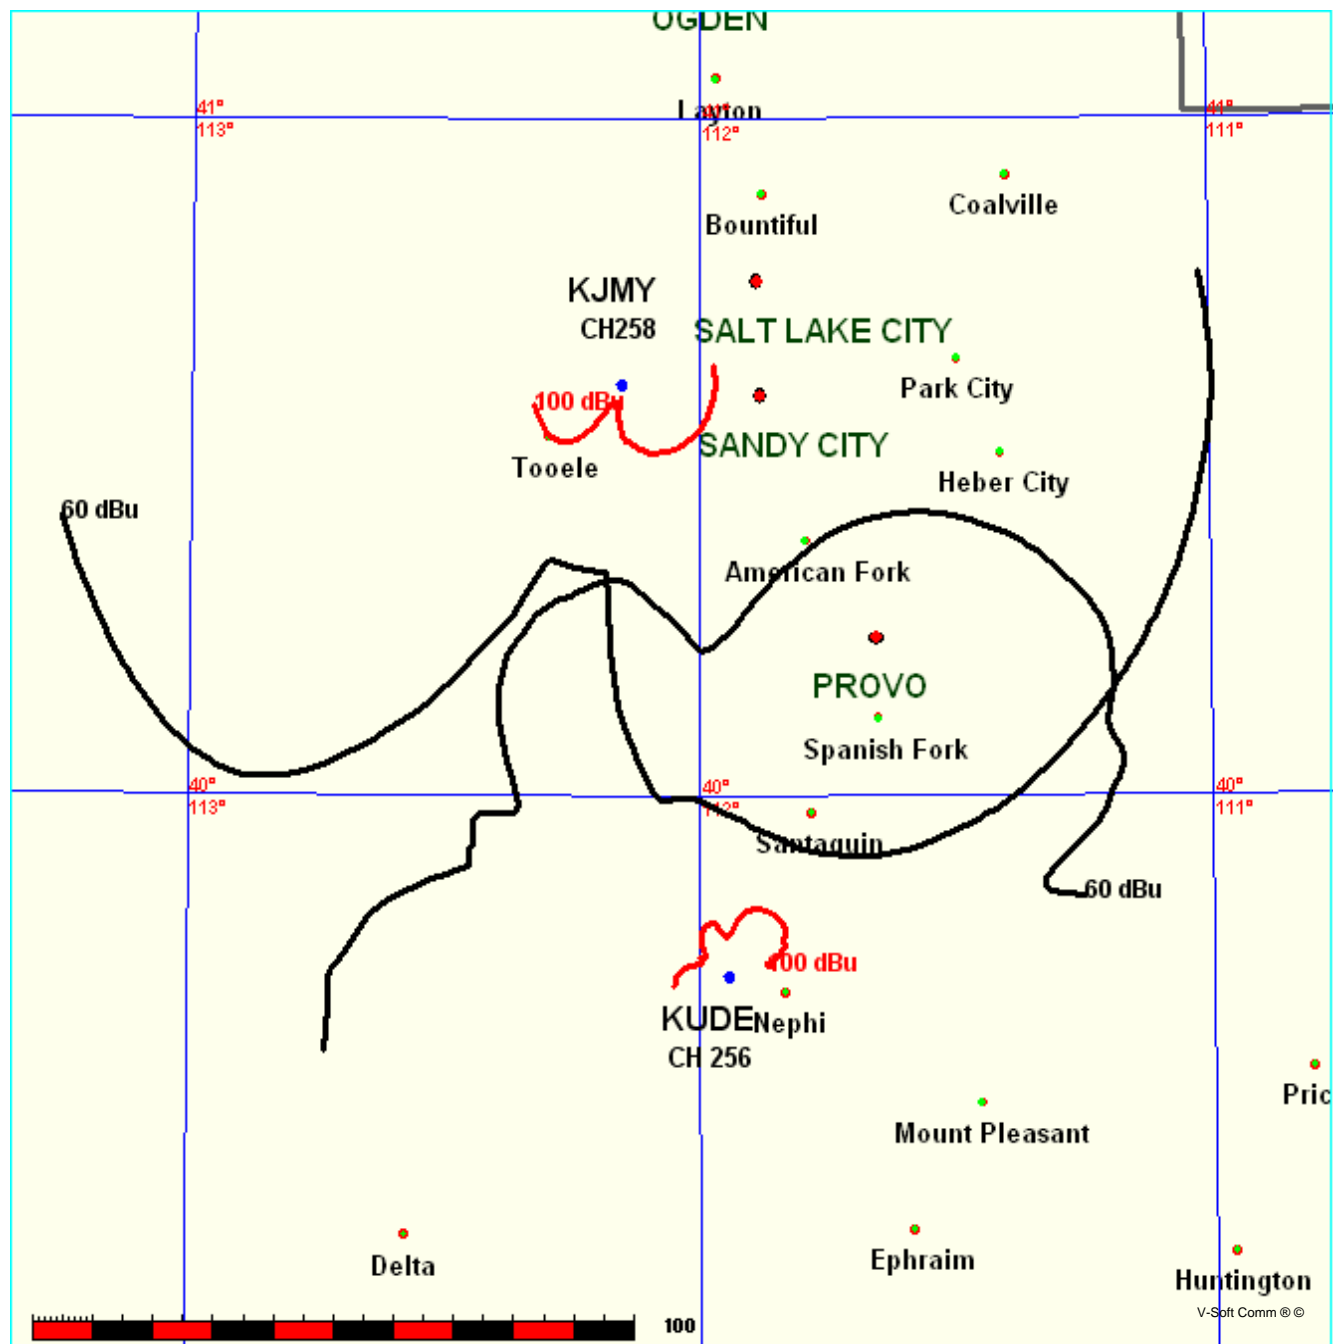 OGDEN
Layton
41°
113°
41°
41°
111°
112°
Coalville
Bountiful
KJMY
CH258
SALT LAKE CITY
Park City
100 dBu
SANDY CITY
Tooele
Heber City
60 dBu
American Fork
PROVO
Spanish Fork
40°
113°
40°
112°
40°
111°
Santaquin
60 dBu
100 dBu
KUDE
Nephi
CH 256
Pric
Mount Pleasant
Delta
Ephraim
Huntington
V-Soft Comm ® ©
100